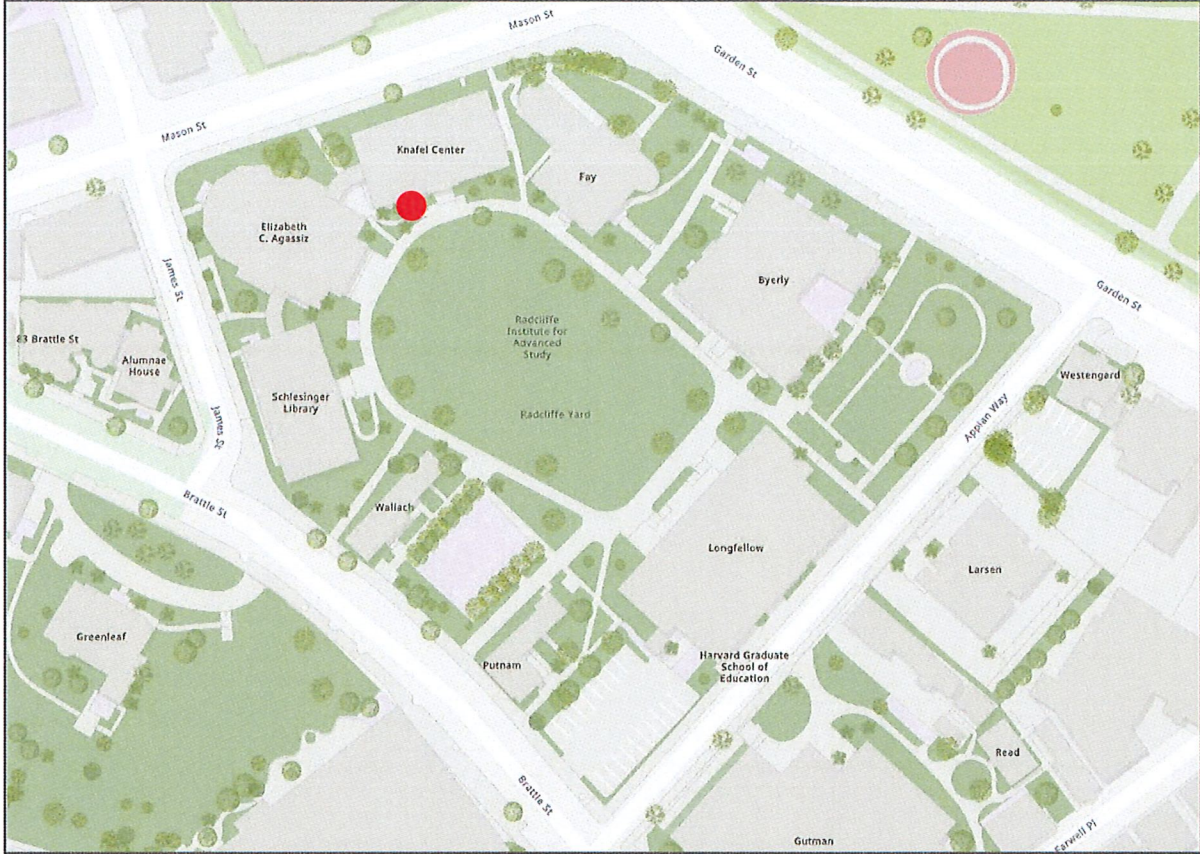 Mason St
Garden St
Mason St
Knafel Center
Fay
Elizabeth
C. Agassiz
James St
Byerly
Garden St
Radcliffe
Institute for
Advanced
Study
83 Brattle St
Alumnae
House
Westengard
Schlesinger
Library
Radcliffe Yard
James St
Appian Way
Brattle St
Wallach
Longfellow
Larsen
Greenleaf
Putnam
Harvard Graduate
School of
Education
Read
Brattle St
Farwell Pl
Gutman